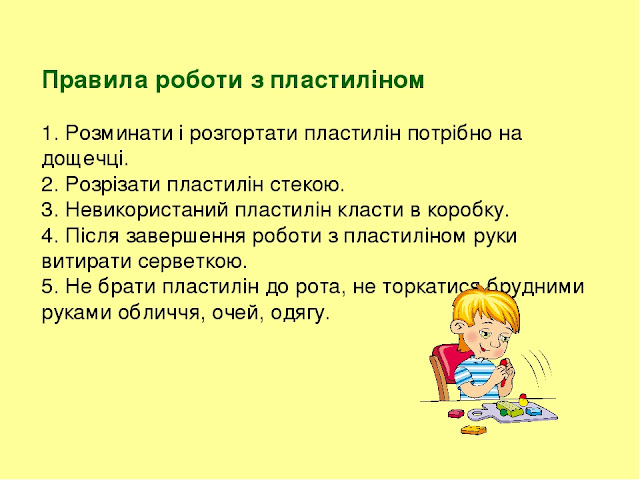 Правила роботи з пластиліном
1. Розминати і розгортати пластилін потрібно на
дощечці.
2. Розрізати пластилін стекою.
3. Невикористаний пластилін класти в коробку.
4. Після завершення роботи з пластиліном руки
витирати серветкою.
5. Не брати пластилін до рота, не торкатися брудними
руками обличчя, очей, одягу.